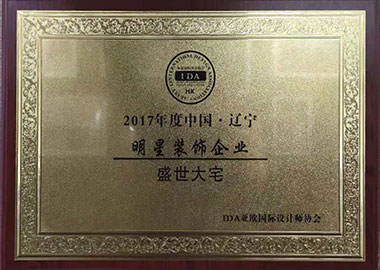 IDA
HK
2017年度中国·辽宁
明星装饰企业
盛世大宅
IDA亚欧国际设计师协会